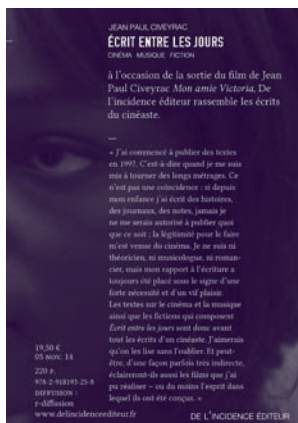 JEAN PAUL CIVEYRAC
ÉCRIT ENTRE LES JOURS
CINÉMA MUSIQUE FICTION
à l'occasion de la sortie du film de Jean
Paul Civeyrac Mon amie Victoria, De
l'incidence éditeur rassemble les écrits
du cinéaste.
—
« J'ai commencé à publier des textes
en 1997. C'est-à-dire quand je me suis
mis à tourner des longs métrages. Ce
n'est pas une coïncidence : si depuis
mon enfance j'ai écrit des histoires,
des journaux, des notes, jamais je
ne me serais autorisé à publier quoi
que ce soit ; la légitimité pour le faire
m'est venue du cinéma. Je ne suis ni
théoricien, ni musicologue, ni roman-
cier, mais mon rapport à l'écriture a
toujours été placé sous le signe d'une
forte nécessité et d'un vif plaisir.
Les textes sur le cinéma et la musique
ainsi que les fictions qui composent
Écrit entre les jours sont donc avant
tout les écrits d'un cinéaste. J'aimerais
qu'on les lise sans l'oublier. Et peut-
être, d'une façon parfois très indirecte,
éclaireront-ils aussi les films que j'ai
pu réaliser – ou du moins l'esprit dans
lequel ils ont été conçus. »
19,50 €
05 NOV. 14
220 P.
978-2-918193-25-8
DIFFUSION :
r-diffusion
www.delincidenceediteur.fr
DE L'INCIDENCE ÉDITEUR